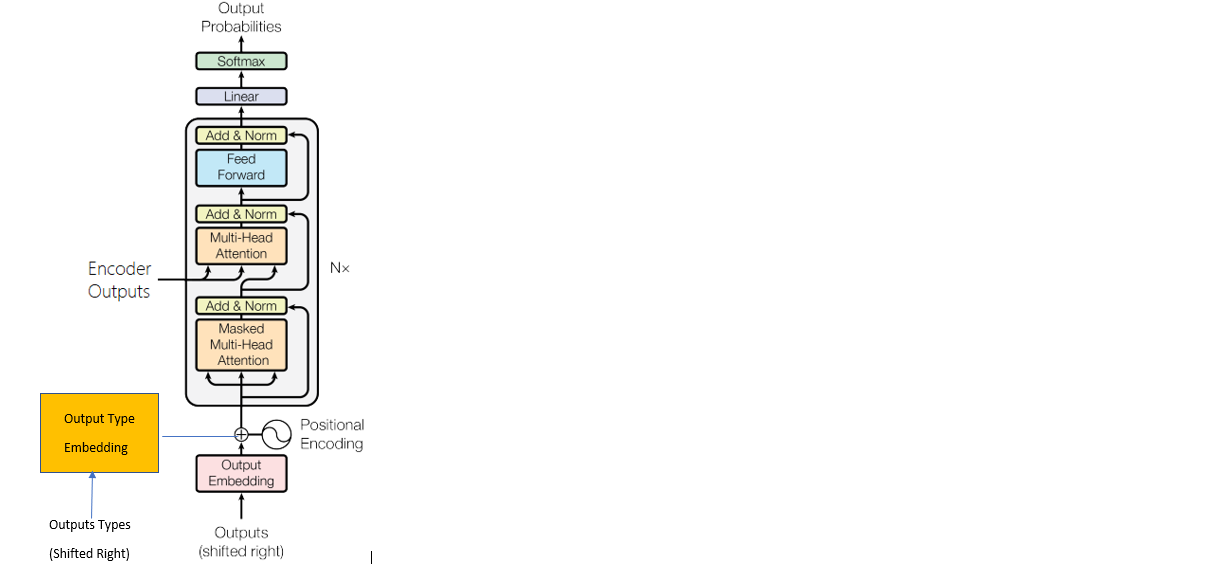 Output
Probabilities
Softmax
Linear
Add & Norm
Feed
Forward
Add & Norm
Multi-Head
Attention
Encoder
Outputs
N×
Add & Norm
Masked
Multi-Head
Attention
Output Type
Embedding
Positional
Encoding
Output
Embedding
Outputs Types
(Shifted Right)
Outputs
(shifted right)